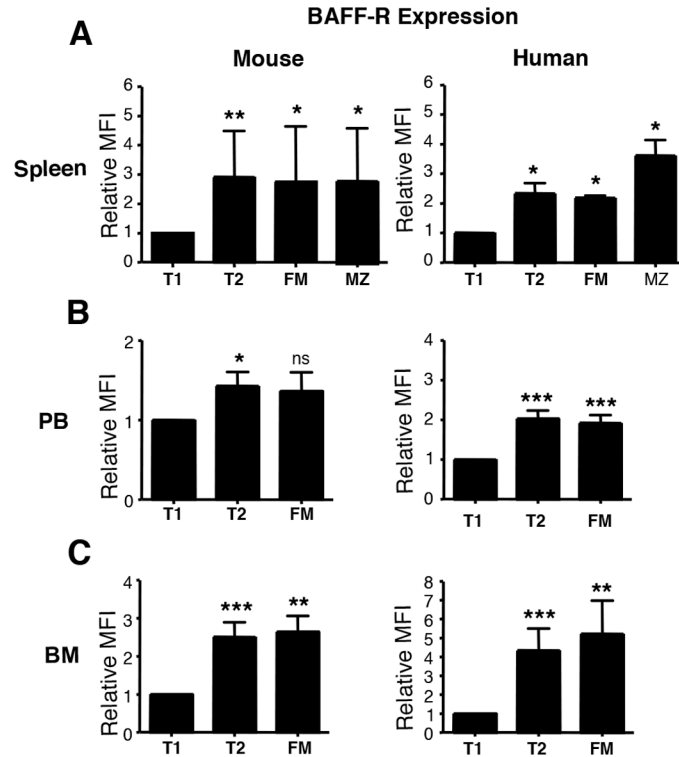 BAFF-R Expression
A
Mouse
Human
Spleen
Relative MFI
6
5
4
3
2
1
0
** * *
T1 T2 FM MZ
Relative MFI
6
5
4
3
2
1
0
* * *
T1 T2 FM MZ
B
PB
Relative MFI
2
1
0
* ns
T1 T2 FM
Relative MFI
4
3
2
1
0
*** ***
T1 T2 FM
C
BM
Relative MFI
4
3
2
1
0
*** **
T1 T2 FM
Relative MFI
8
7
6
5
4
3
2
1
0
*** **
T1 T2 FM